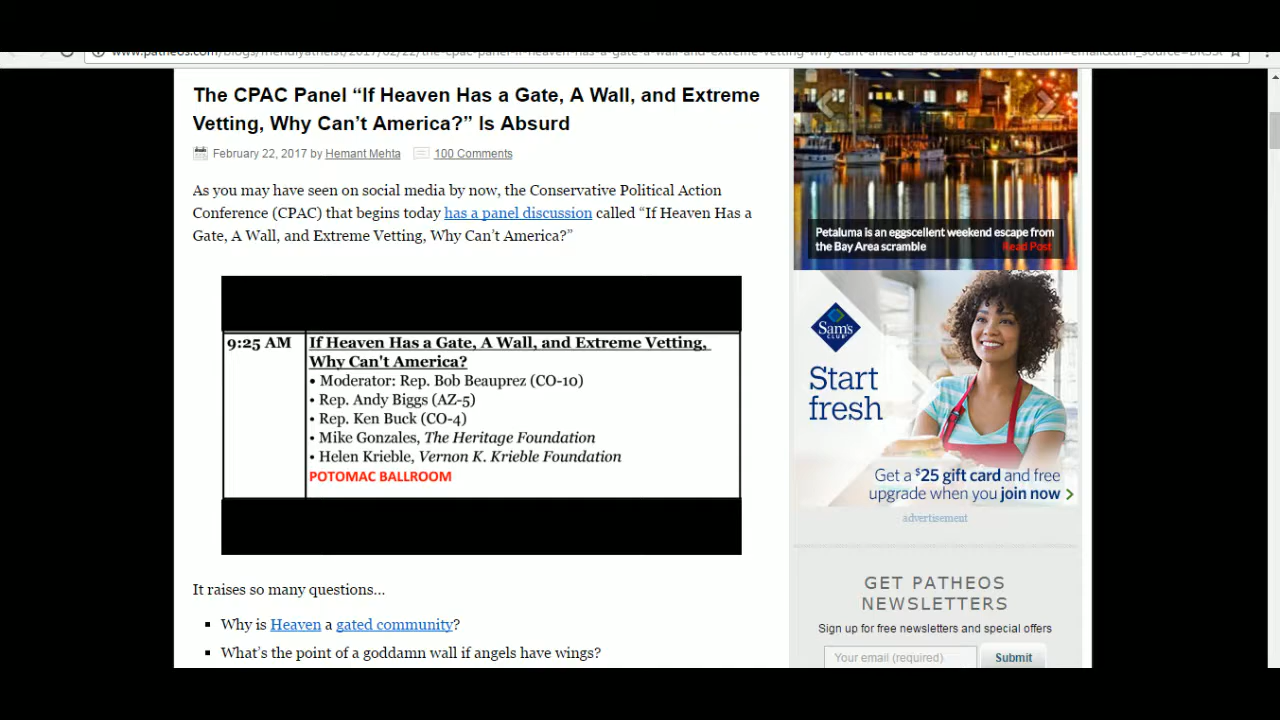 The CPAC Panel “If Heaven Has a Gate, A Wall, and Extreme
Vetting, Why Can’t America?” Is Absurd
February 22, 2017 by Hemant Mehta 100 Comments
As you may have seen on social media by now, the Conservative Political Action
Conference (CPAC) that begins today has a panel discussion called “If Heaven Has a
Gate, A Wall, and Extreme Vetting, Why Can’t America?”
9:25 AM
If Heaven Has a Gate, A Wall, and Extreme Vetting,
Why Can't America?
• Moderator: Rep. Bob Beauprez (CO-10)
• Rep. Andy Biggs (AZ-5)
• Rep. Ken Buck (CO-4)
• Mike Gonzales, The Heritage Foundation
• Helen Krieble, Vernon K. Krieble Foundation
POTOMAC BALLROOM
It raises so many questions...
Why is Heaven a gated community?
What’s the point of a goddamn wall if angels have wings?
Petaluma is an eggscellent weekend escape from
the Bay Area scramble Read Post
Sam's
CLUB
Start
fresh
Get a $25 gift card and free
upgrade when you join now
advertisement
GET PATHEOS
NEWSLETTERS
Sign up for free newsletters and special offers
Your email (required) Submit